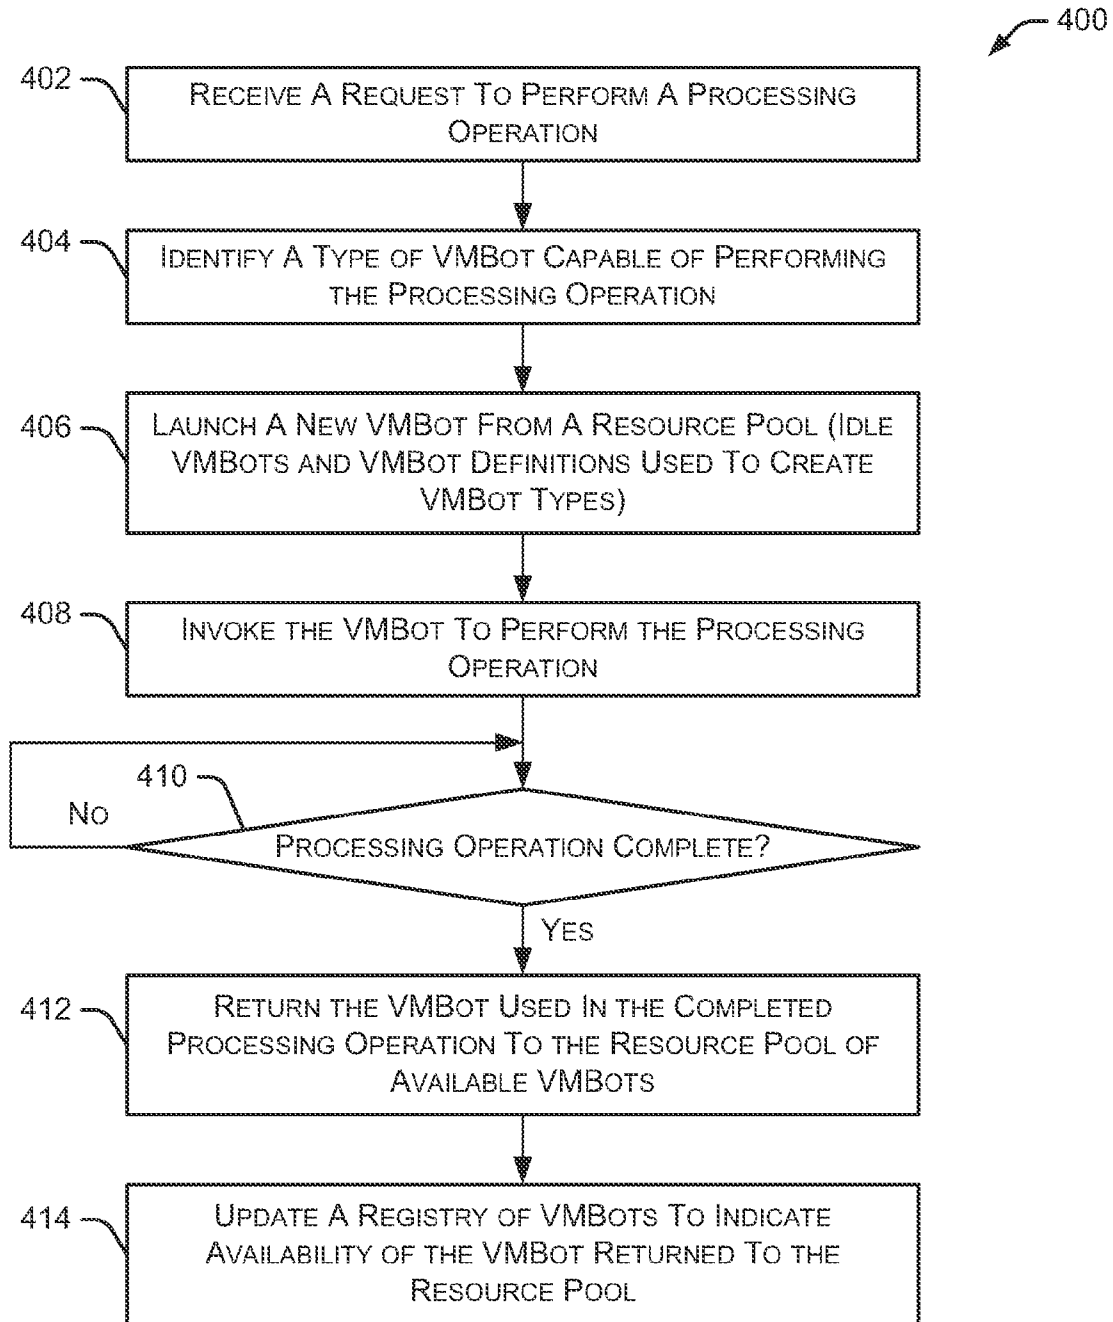 400
402
RECEIVE A REQUEST TO PERFORM A PROCESSING
OPERATION
404
IDENTIFY A TYPE OF VMBOT CAPABLE OF PERFORMING
THE PROCESSING OPERATION
406
LAUNCH A NEW VMBOT FROM A RESOURCE POOL (IDLE
VMBOTS AND VMBOT DEFINITIONS USED TO CREATE
VMBOT TYPES)
408
INVOKE THE VMBOT TO PERFORM THE PROCESSING
OPERATION
410
NO
PROCESSING OPERATION COMPLETE?
YES
412
RETURN THE VMBOT USED IN THE COMPLETED
PROCESSING OPERATION TO THE RESOURCE POOL OF
AVAILABLE VMBOTS
414
UPDATE A REGISTRY OF VMBOTS TO INDICATE
AVAILABILITY OF THE VMBOT RETURNED TO THE
RESOURCE POOL